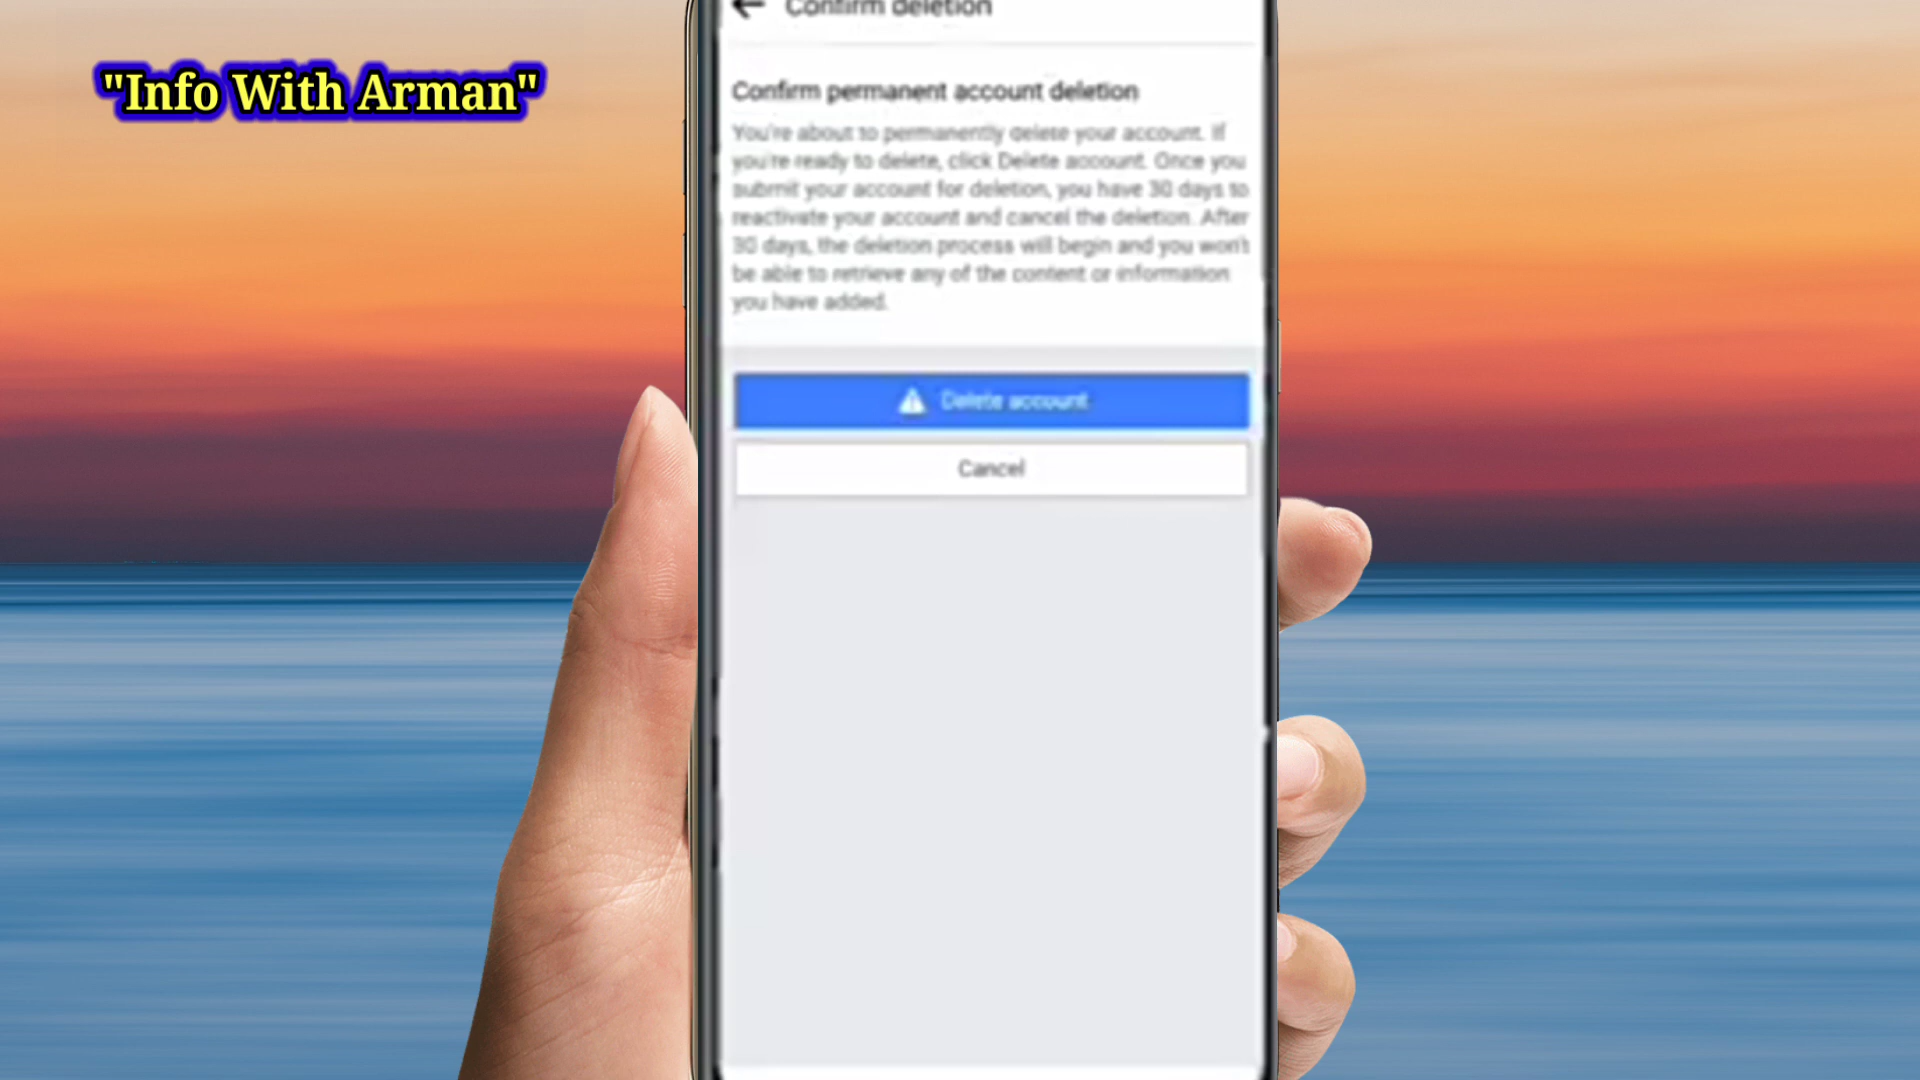 "Info With Arman"
Confirm deletion
Confirm permanent account deletion
You're about to permanently delete your account. If
you're ready to delete, click Delete account. Once you
submit your account for deletion, you have 30 days to
reactivate your account and cancel the deletion. After
30 days, the deletion process will begin and you won't
be able to retrieve any of the content or information
you have added.
Delete account
Cancel